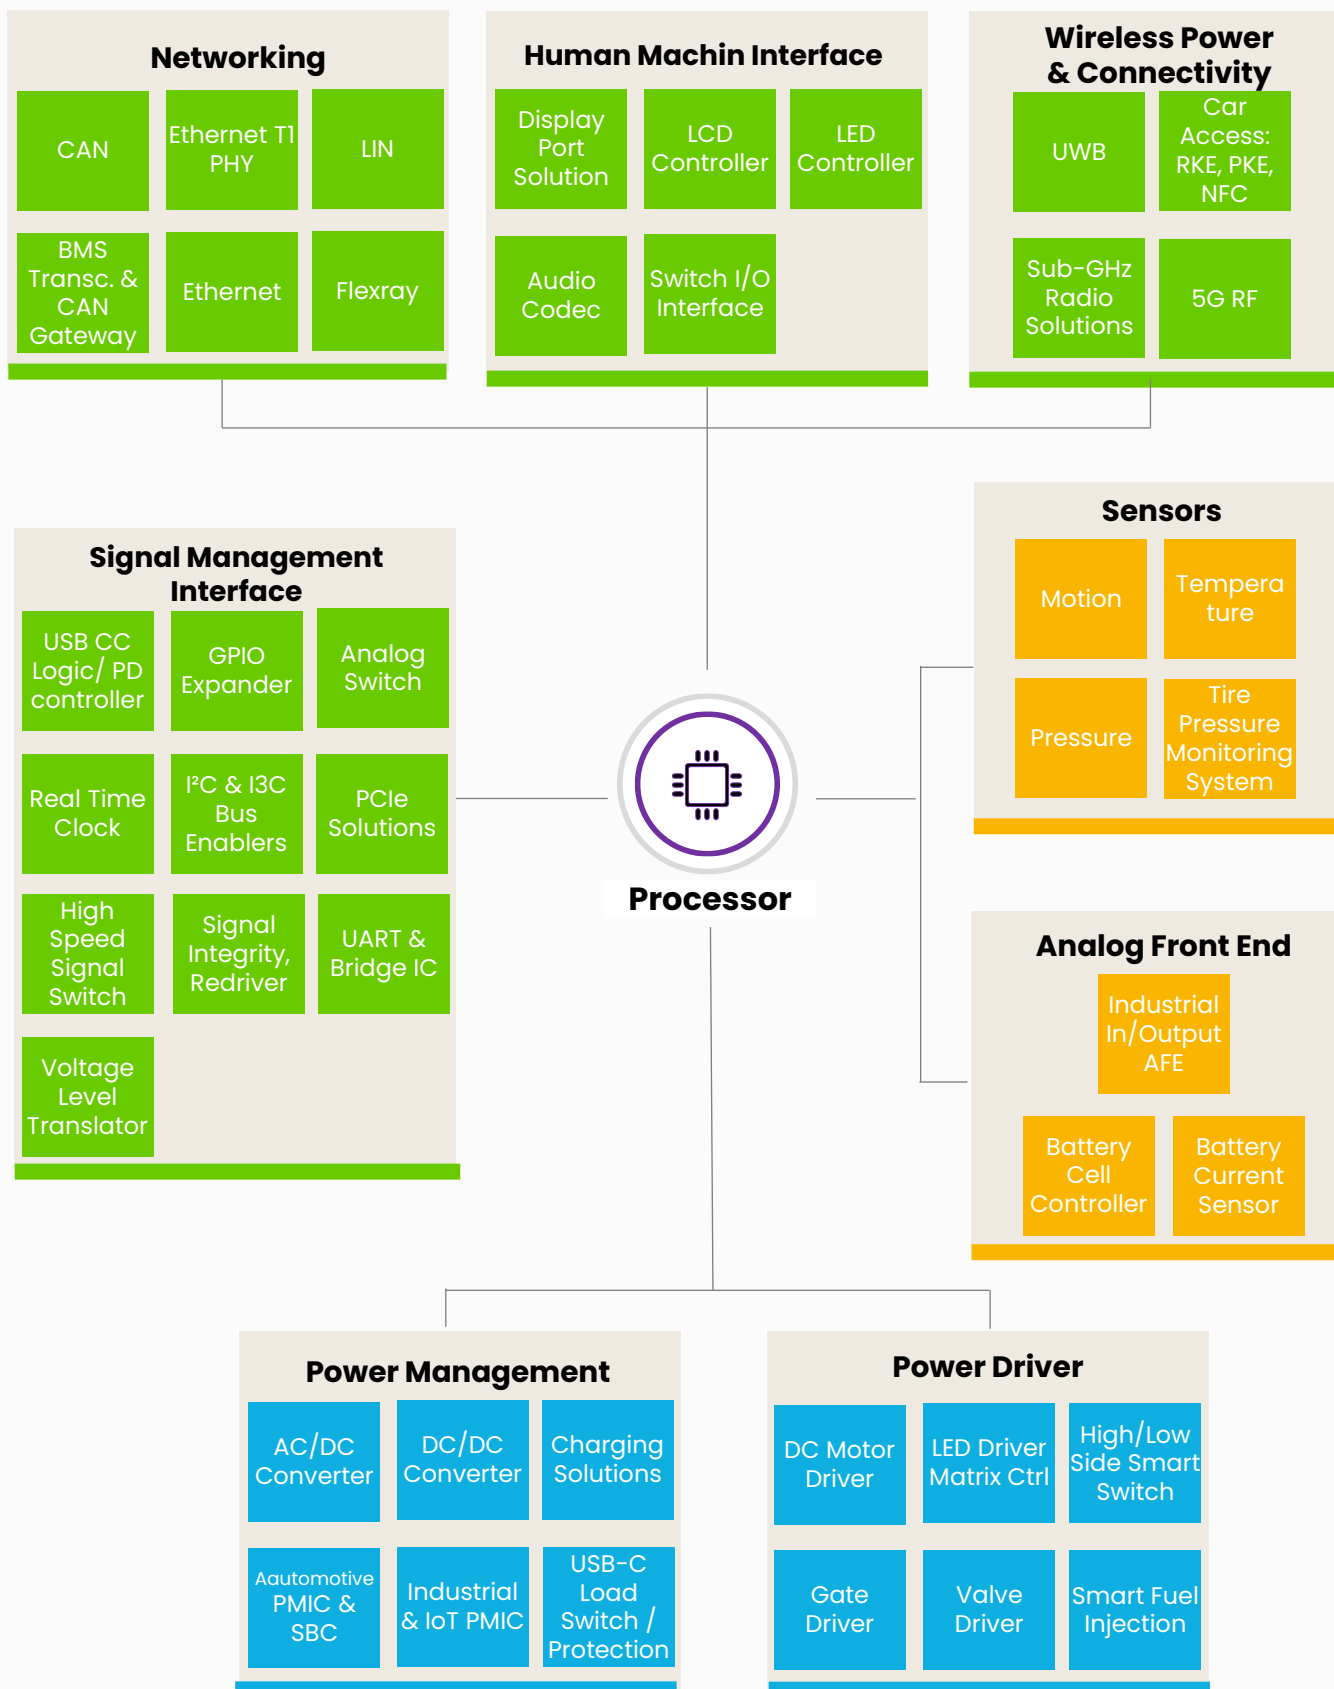 Networking
CAN
Ethernet T1
PHY
LIN
BMS
Transc. &
CAN
Gateway
Ethernet
Flexray
Human Machin Interface
Display
Port
Solution
LCD
Controller
LED
Controller
Audio
Codec
Switch I/O
Interface
Wireless Power
& Connectivity
UWB
Car
Access:
RKE, PKE,
NFC
Sub-GHz
Radio
Solutions
5G RF
Signal Management
Interface
USB CC
Logic/ PD
controller
GPIO
Expander
Analog
Switch
Real Time
Clock
I²C & I3C
Bus
Enablers
PCIe
Solutions
High
Speed
Signal
Switch
Signal
Integrity,
Redriver
UART &
Bridge IC
Voltage
Level
Translator
Processor
Sensors
Motion
Tempera
ture
Pressure
Tire
Pressure
Monitoring
System
Analog Front End
Industrial
In/Output
AFE
Battery
Cell
Controller
Battery
Current
Sensor
Power Management
AC/DC
Converter
DC/DC
Converter
Charging
Solutions
Aautomotive
PMIC &
SBC
Industrial
& IoT PMIC
USB-C
Load
Switch /
Protection
Power Driver
DC Motor
Driver
LED Driver
Matrix Ctrl
High/Low
Side Smart
Switch
Gate
Driver
Valve
Driver
Smart Fuel
Injection